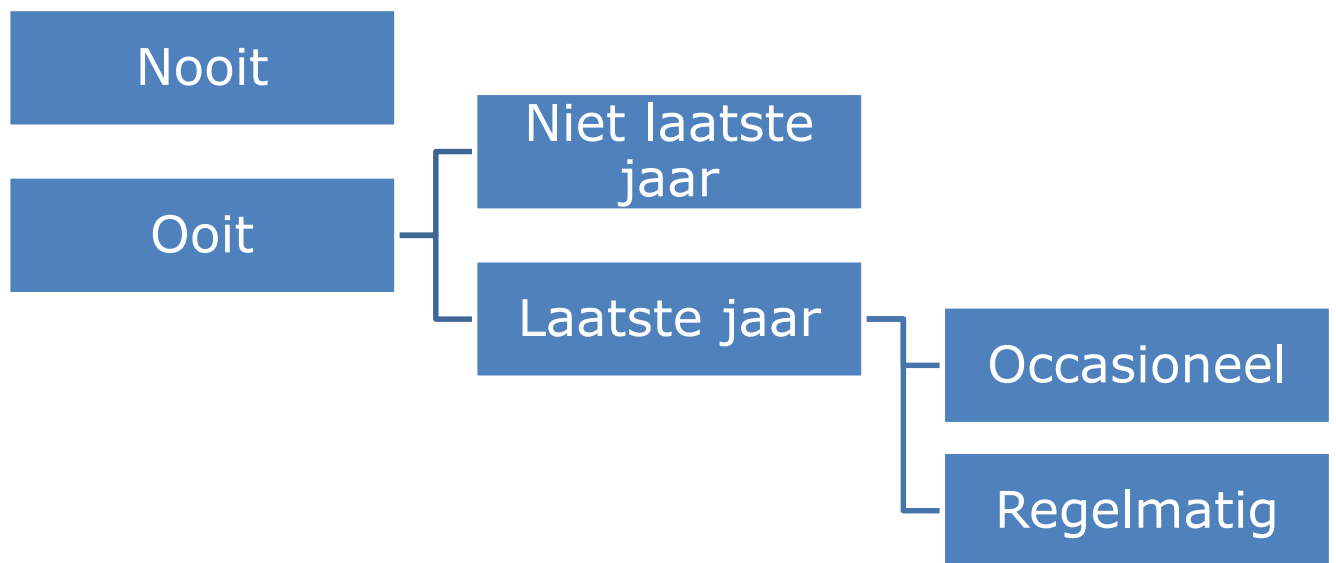 Nooit
Ooit
Niet laatste
jaar
Laatste jaar
Occasioneel
Regelmatig